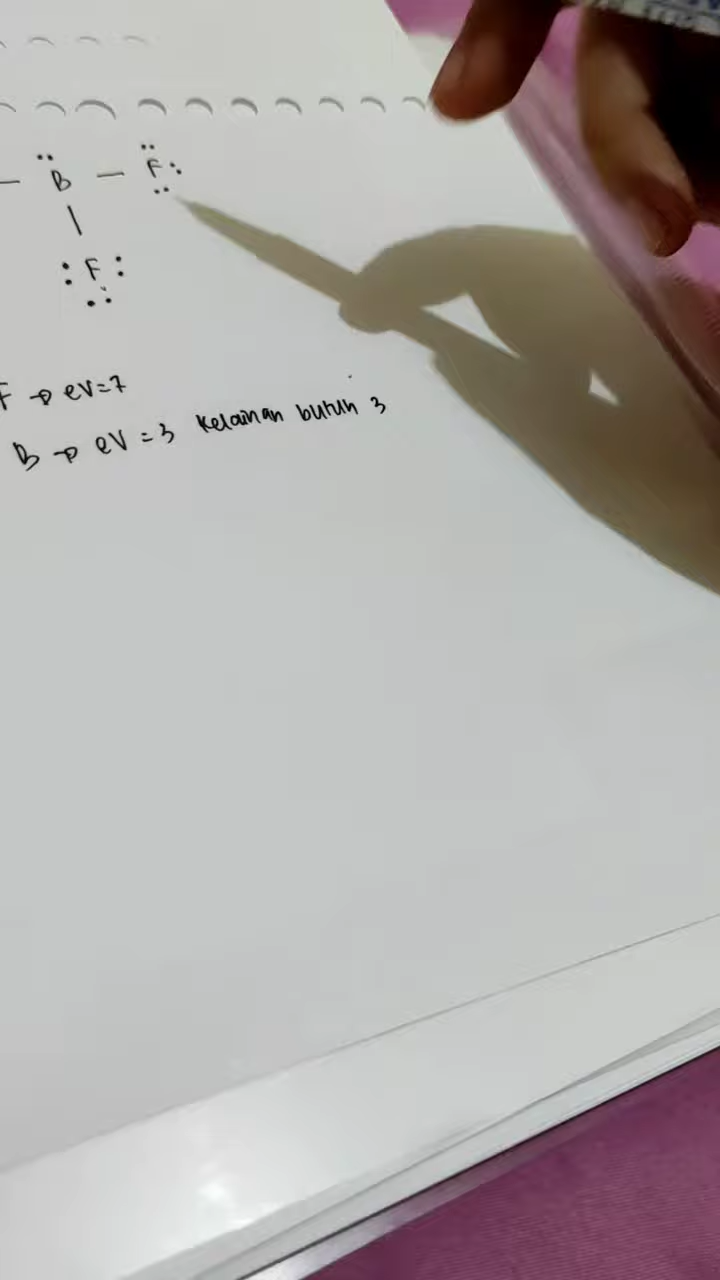 — B — F
|
F
F → eV=7
B → eV = 3 Kelainan butuh 3